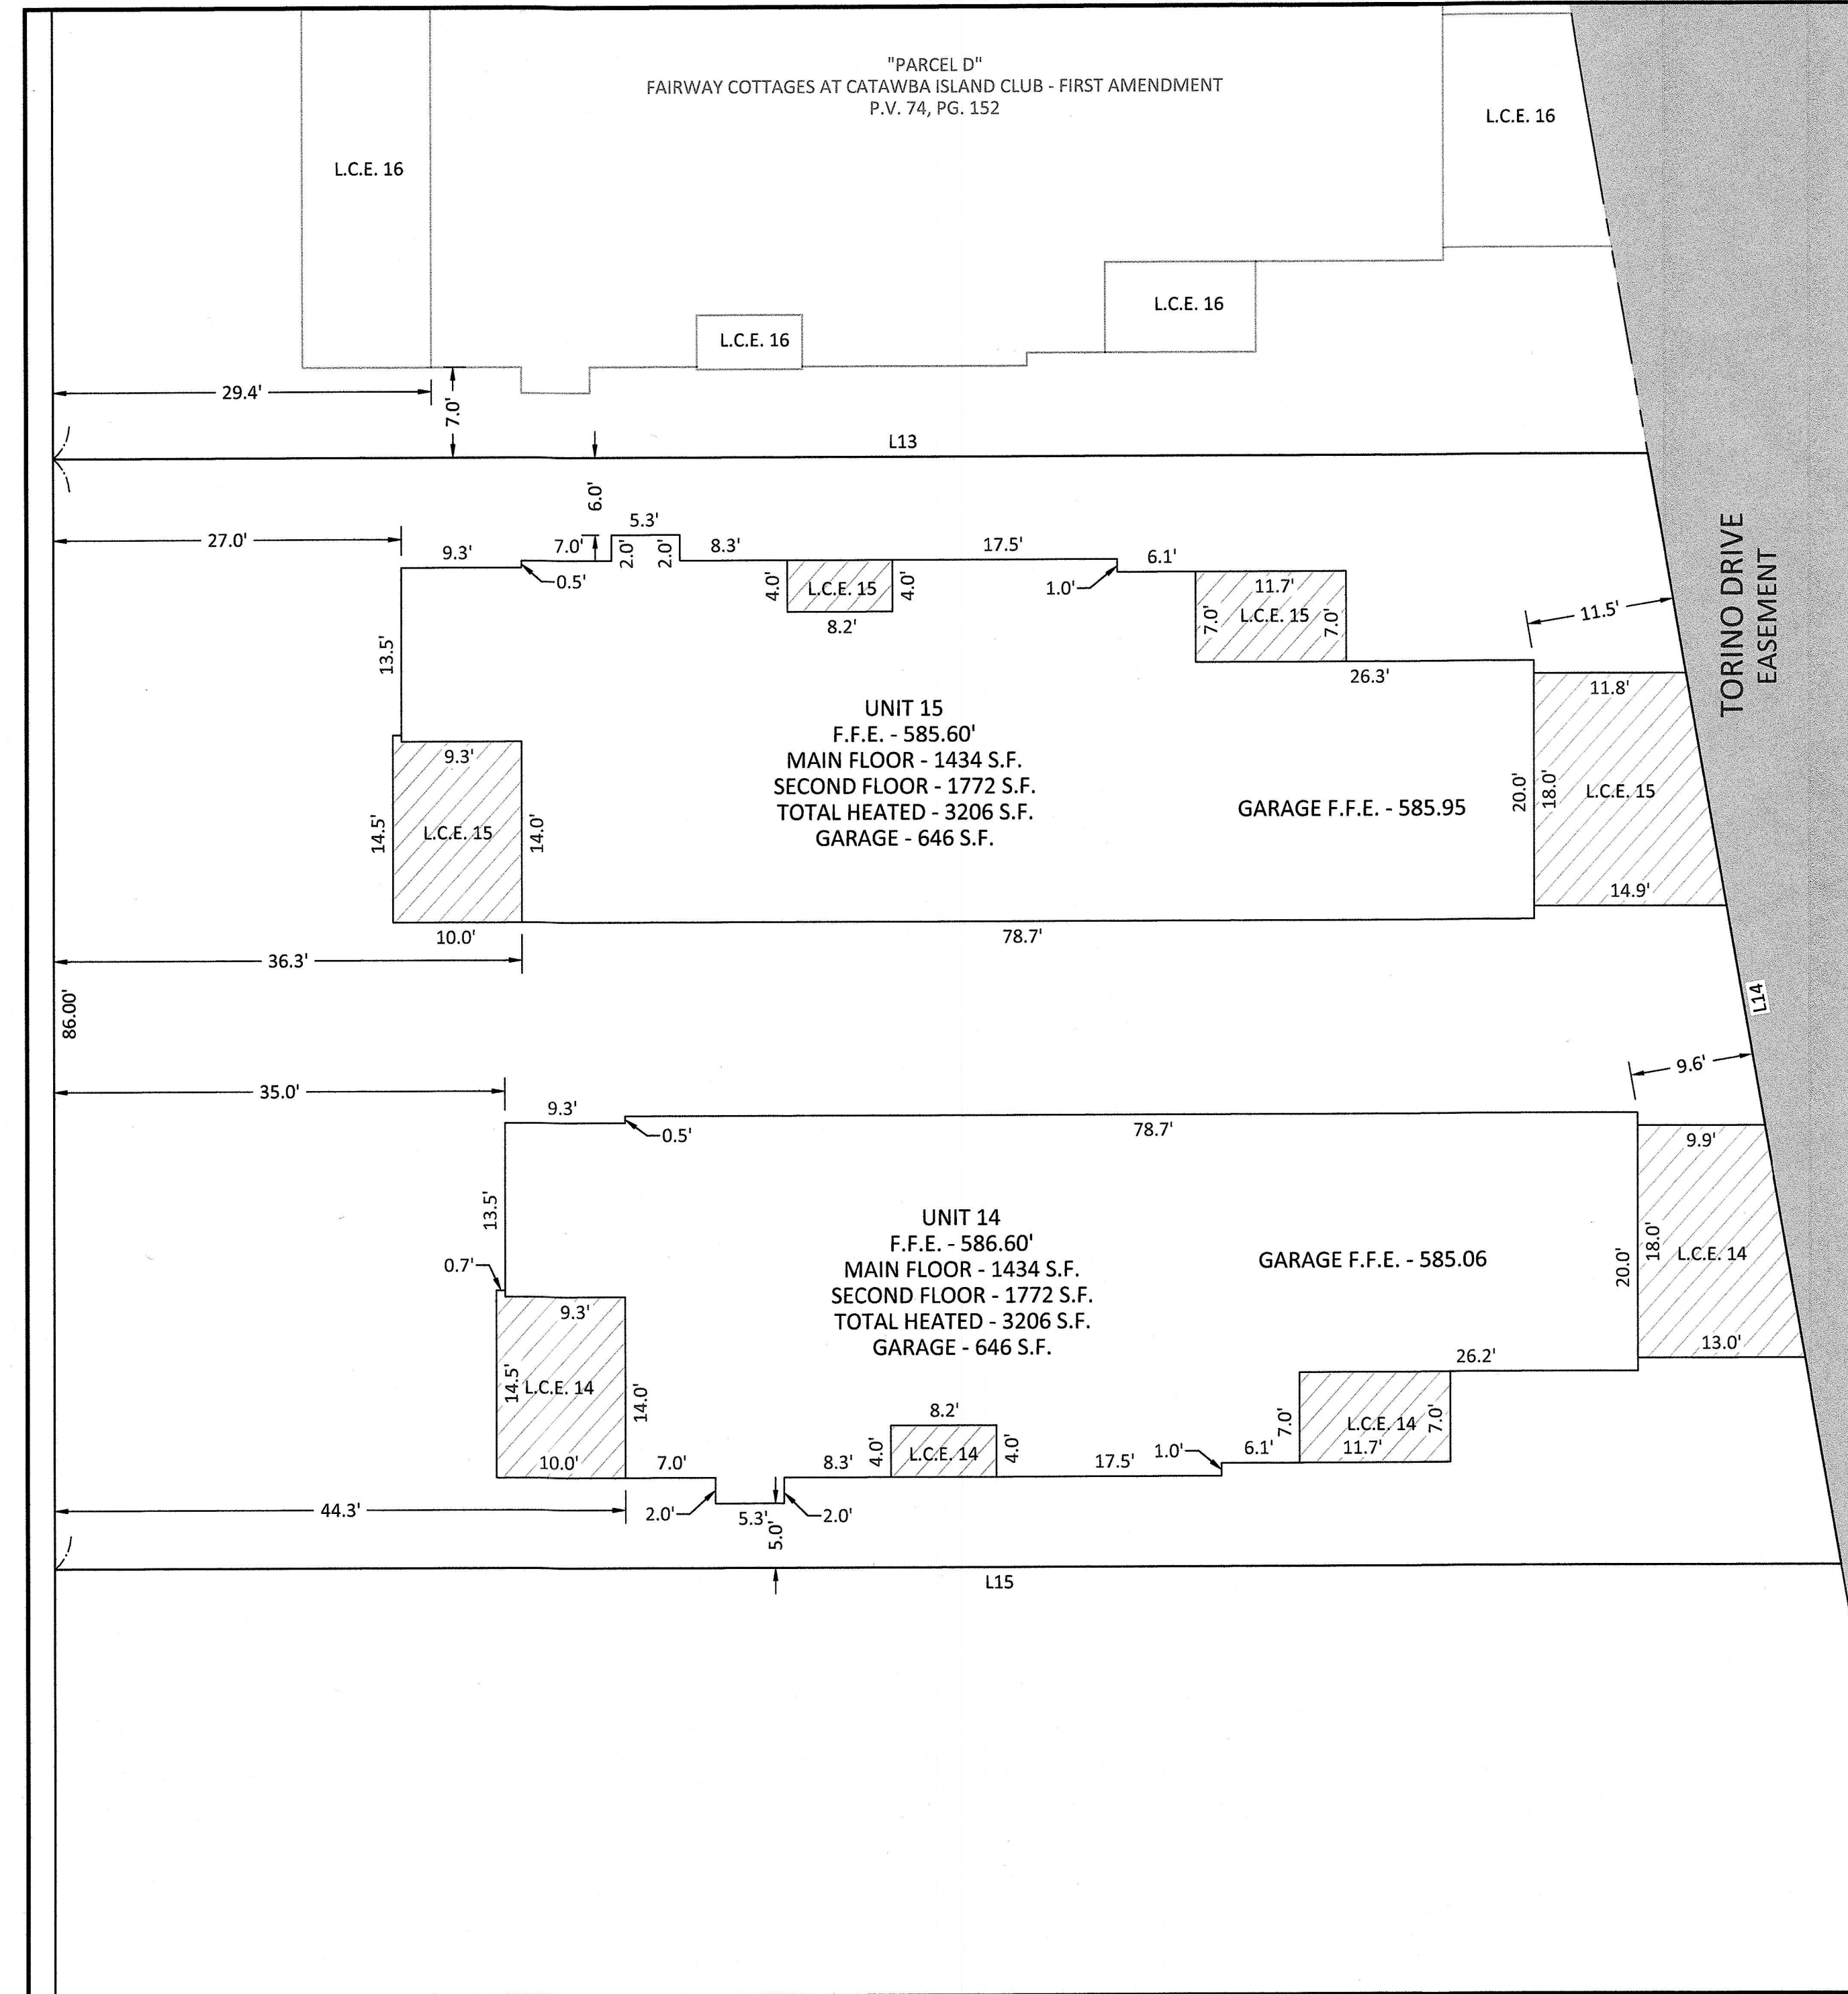 "PARCEL D"
FAIRWAY COTTAGES AT CATAWBA ISLAND CLUB - FIRST AMENDMENT
P.V. 74, PG. 152
L.C.E. 16
L.C.E. 16
L.C.E. 16
L.C.E. 16
29.4'
7.0'
L13
6.0'
27.0'
9.3'
7.0'
5.3'
2.0'
2.0'
8.3'
17.5'
6.1'
0.5'
4.0'
L.C.E. 15
4.0'
8.2'
1.0'
11.7'
7.0'
L.C.E. 15
7.0'
11.5'
TORINO DRIVE
EASEMENT
13.5'
26.3'
11.8'
UNIT 15
F.F.E. - 585.60'
MAIN FLOOR - 1434 S.F.
SECOND FLOOR - 1772 S.F.
TOTAL HEATED - 3206 S.F.
GARAGE - 646 S.F.
GARAGE F.F.E. - 585.95
20.0'
18.0'
L.C.E. 15
14.9'
9.3'
14.5'
L.C.E. 15
14.0'
10.0'
78.7'
36.3'
86.00'
L14
35.0'
9.3'
0.5'
78.7'
9.6'
9.9'
13.5'
UNIT 14
F.F.E. - 586.60'
MAIN FLOOR - 1434 S.F.
SECOND FLOOR - 1772 S.F.
TOTAL HEATED - 3206 S.F.
GARAGE - 646 S.F.
GARAGE F.F.E. - 585.06
20.0'
18.0'
L.C.E. 14
13.0'
0.7'
9.3'
14.5'
L.C.E. 14
14.0'
26.2'
8.2'
4.0'
L.C.E. 14
4.0'
7.0'
L.C.E. 14
7.0'
11.7'
10.0'
7.0'
8.3'
17.5'
1.0'
6.1'
44.3'
2.0'
5.3'
2.0'
5.0'
L15